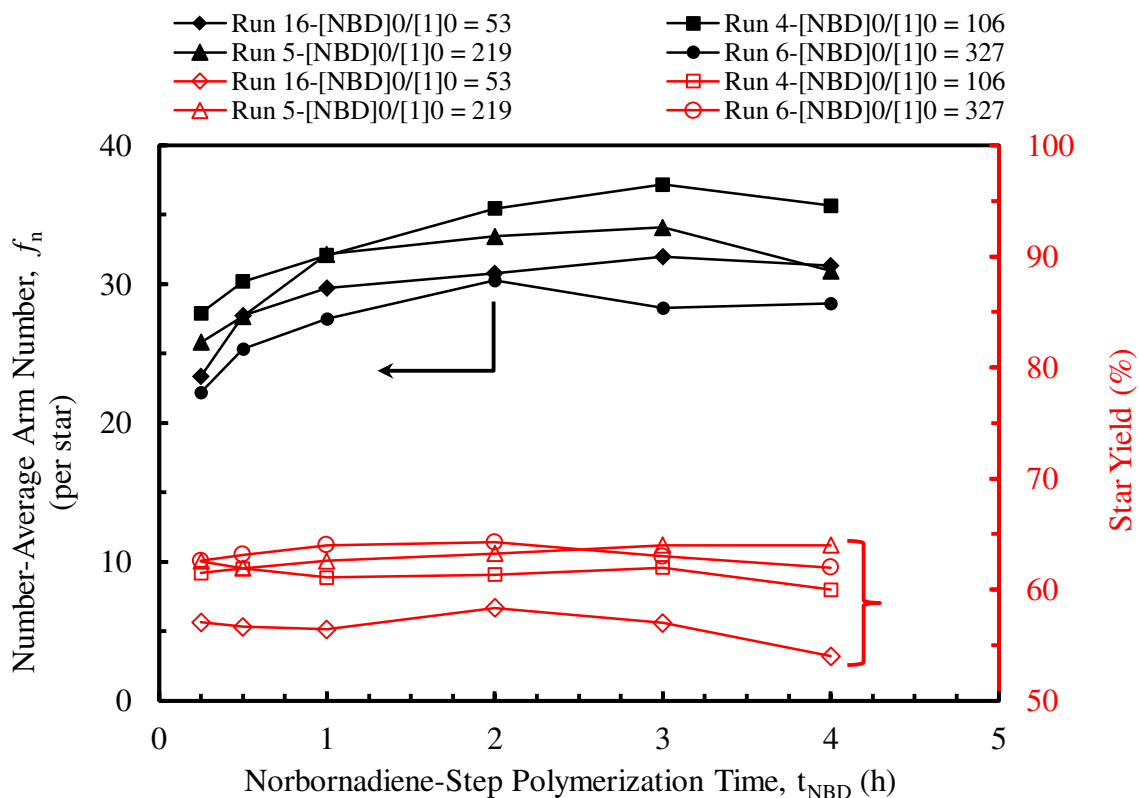 Run 16-[NBD]0/[1]0 = 53 Run 4-[NBD]0/[1]0 = 106
Run 5-[NBD]0/[1]0 = 219 Run 6-[NBD]0/[1]0 = 327
Run 16-[NBD]0/[1]0 = 53 Run 4-[NBD]0/[1]0 = 106
Run 5-[NBD]0/[1]0 = 219 Run 6-[NBD]0/[1]0 = 327
Number-Average Arm Number, fn
(per star)
40
30
20
10
0
100
90
80
70
60
50
Star Yield (%)
0 1 2 3 4 5
Norbornadiene-Step Polymerization Time, tNBD (h)